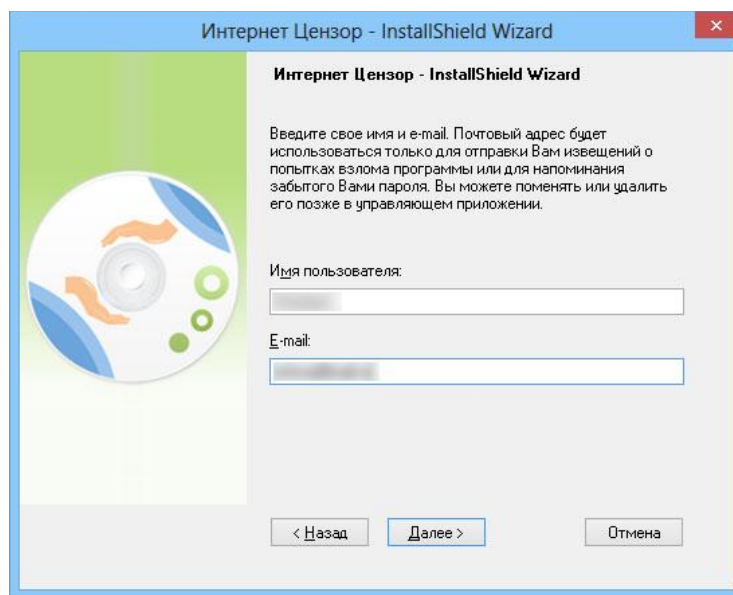 Интернет Цензор - InstallShield Wizard
Интернет Цензор - InstallShield Wizard
Введите свое имя и e-mail. Почтовый адрес будет
использоваться только для отправки Вам извещений о
попытках взлома программы или для напоминания
забытого Вами пароля. Вы можете поменять или удалить
его позже в управляющем приложении.
Имя пользователя:
E-mail:
< Назад Далее > Отмена